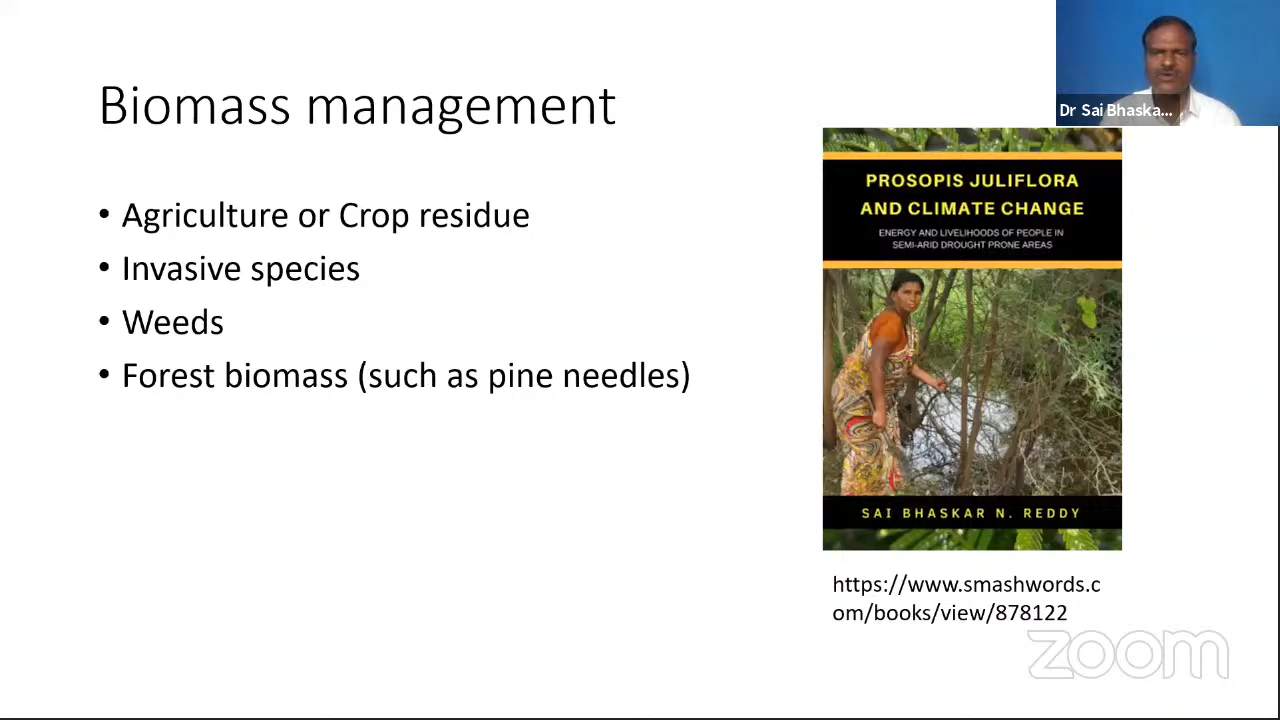 Biomass management
• Agriculture or Crop residue
• Invasive species
• Weeds
• Forest biomass (such as pine needles)
Dr Sai Bhaska...
PROSOPIS JULIFLORA
AND CLIMATE CHANGE
ENERGY AND LIVELIHOODS OF PEOPLE IN
SEMI-ARID DROUGHT PRONE AREAS
SAI BHASKAR N. REDDY
https://www.smashwords.c
om/books/view/878122
zoom